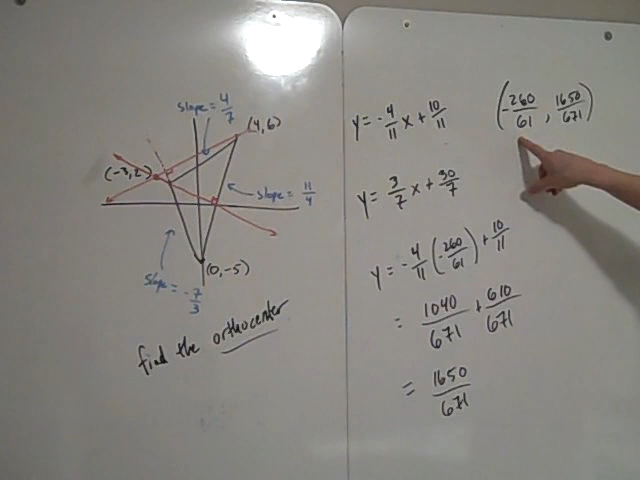 slope = 4/7
(4,6)
(-3,2)
slope = 11/4
(0,-5)
slope = -7/3
find the orthocenter
y = -4/11 x + 10/11
y = 3/7 x + 30/7
y = -4/11 (-260/61) + 10/11
= 1040/671 + 610/671
= 1650/671
(-260/61, 1650/671)